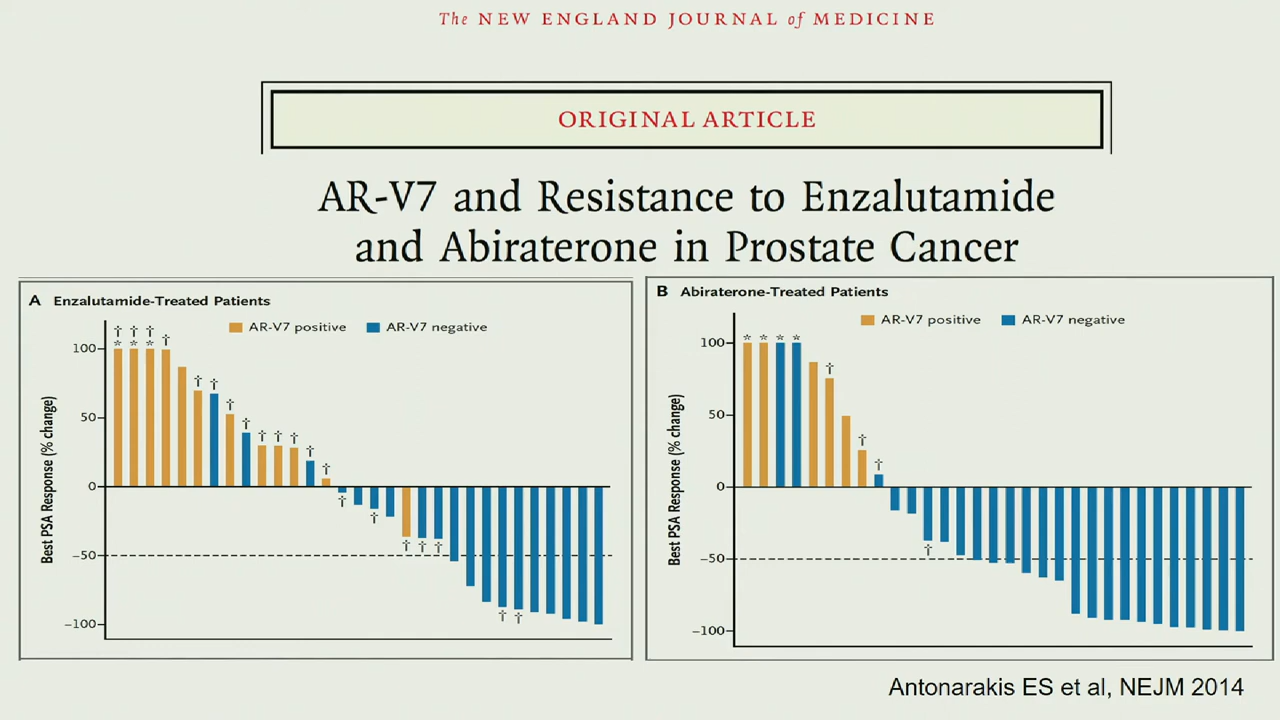 The NEW ENGLAND JOURNAL of MEDICINE
ORIGINAL ARTICLE
AR-V7 and Resistance to Enzalutamide
and Abiraterone in Prostate Cancer
A Enzalutamide-Treated Patients
AR-V7 positive AR-V7 negative
† † † †
* * *
† † † † † † † † †
† † † † † † †
100
50
0
−50
−100
Best PSA Response (% change)
B Abiraterone-Treated Patients
AR-V7 positive AR-V7 negative
* * * *
† † †
†
100
50
0
−50
−100
Best PSA Response (% change)
Antonarakis ES et al, NEJM 2014